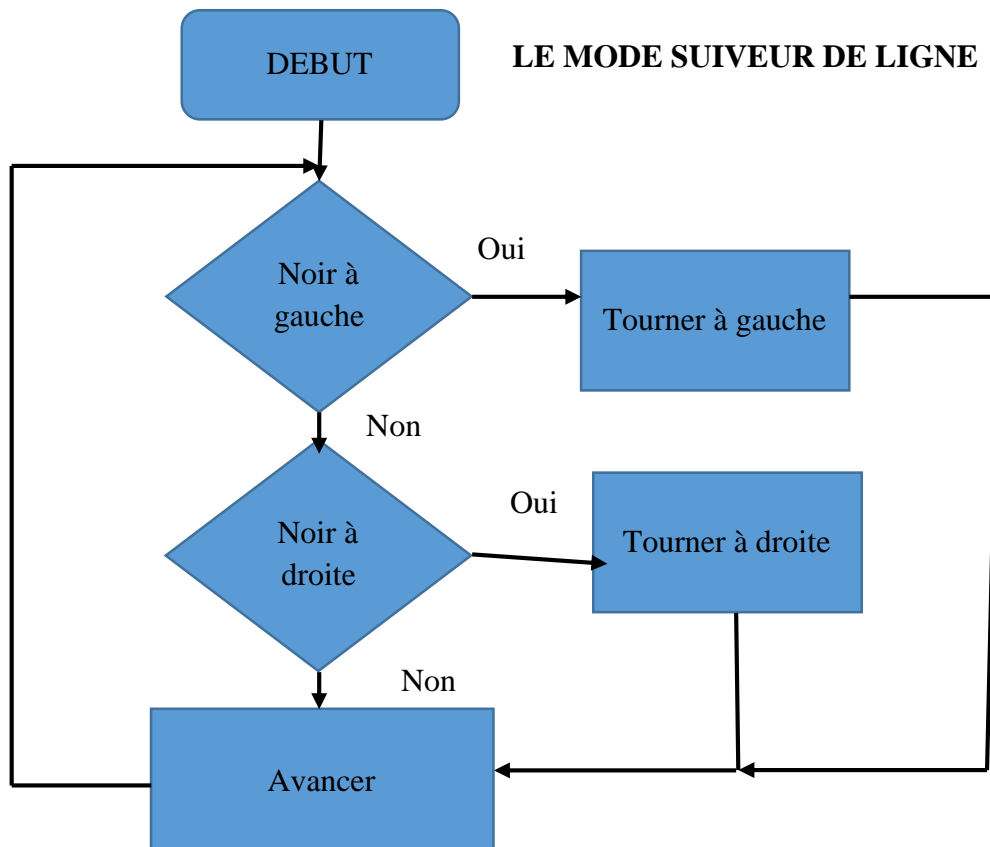 DEBUT
LE MODE SUIVEUR DE LIGNE
Noir à
gauche
Oui
Tourner à gauche
Non
Noir à
droite
Oui
Tourner à droite
Non
Avancer